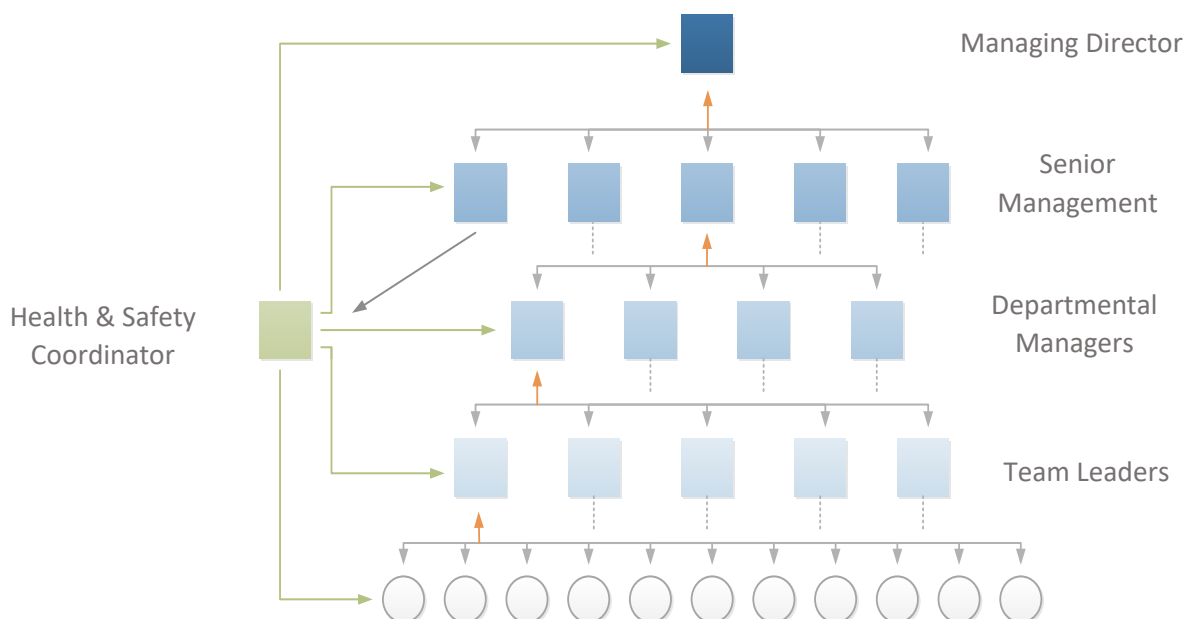 Managing Director
Senior
Management
Health & Safety
Coordinator
Departmental
Managers
Team Leaders